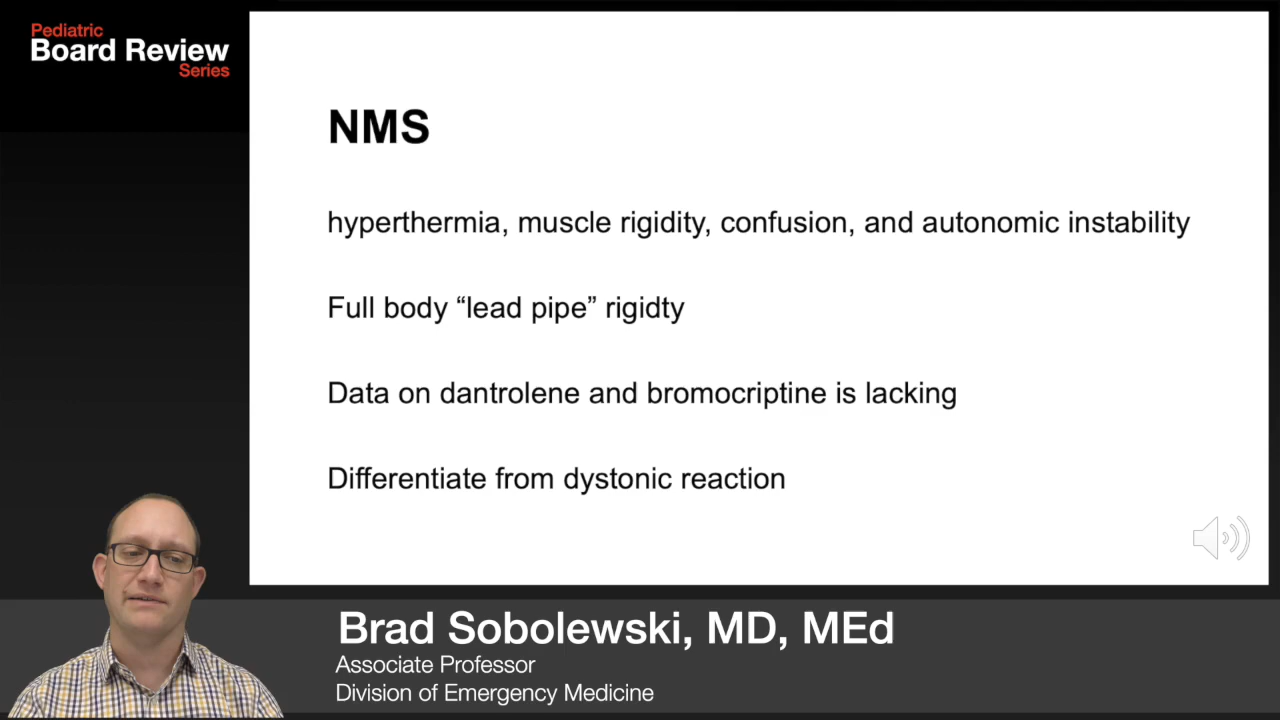 Pediatric
Board Review
Series
NMS
hyperthermia, muscle rigidity, confusion, and autonomic instability
Full body “lead pipe” rigidty
Data on dantrolene and bromocriptine is lacking
Differentiate from dystonic reaction
Brad Sobolewski, MD, MEd
Associate Professor
Division of Emergency Medicine